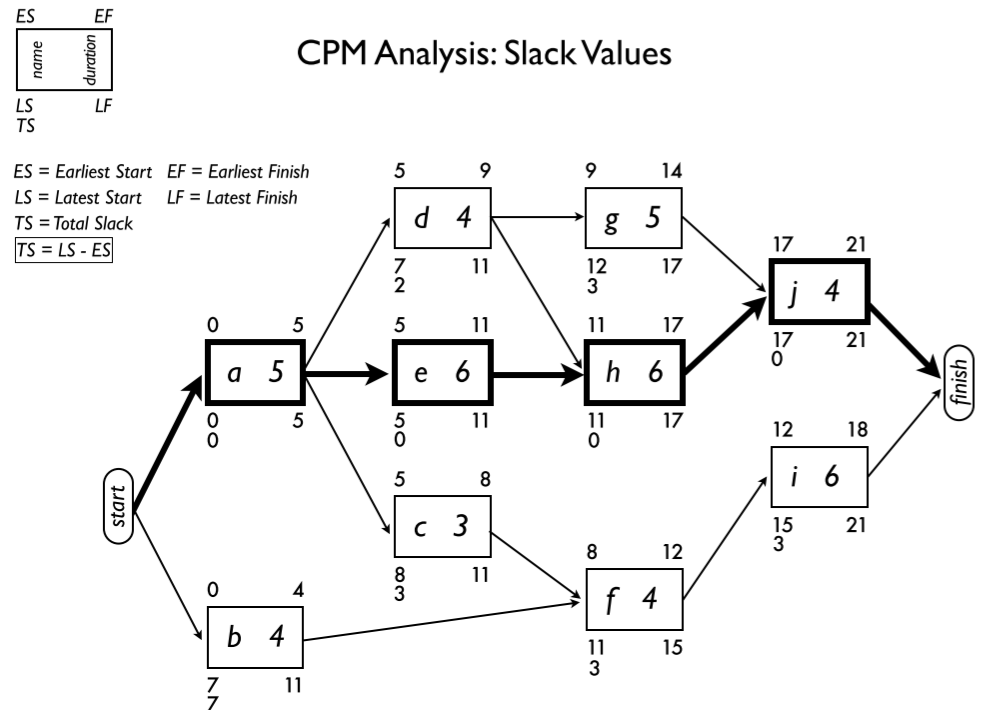 ES EF
name duration
LS LF
TS
CPM Analysis: Slack Values
ES = Earliest Start EF = Earliest Finish
LS = Latest Start LF = Latest Finish
TS = Total Slack
TS = LS - ES
5 9
d 4
7 11
2
9 14
g 5
12 17
3
17 21
j 4
17 21
0
0 5
a 5
0 5
0
5 11
e 6
5 11
0
11 17
h 6
11 17
0
finish
12 18
i 6
15 21
3
start
5 8
c 3
8 11
3
8 12
f 4
11 15
3
0 4
b 4
7 11
7